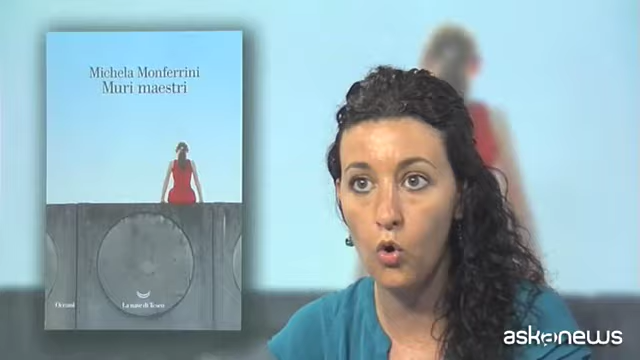 Michela Monferrini
Muri maestri
Oceani
La nave di Teseo
askanews